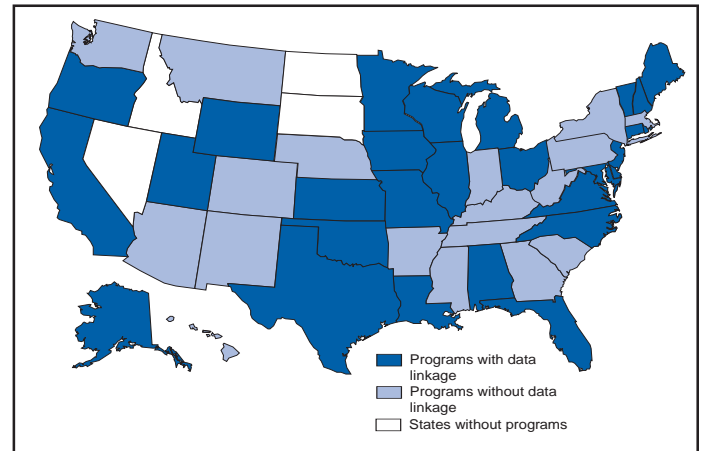 Programs with data
linkage
Programs without data
linkage
States without programs